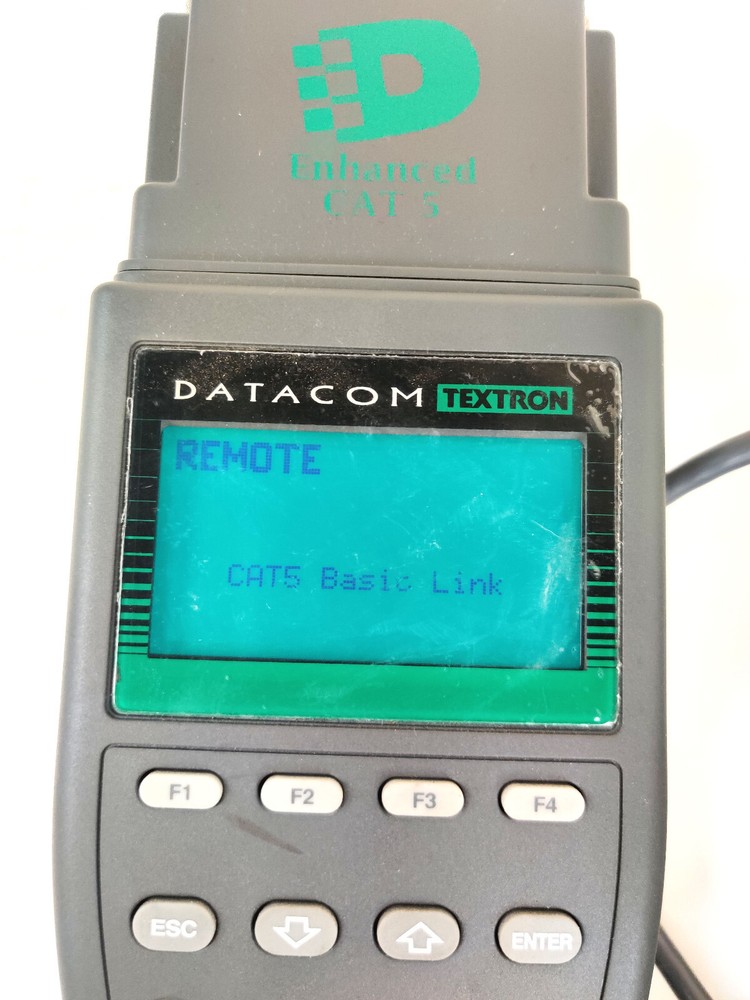 Enhanced
CAT 5
DATACOM TEXTRON
REMOTE
CAT5 Basic Link
F1 F2 F3 F4
ESC ENTER